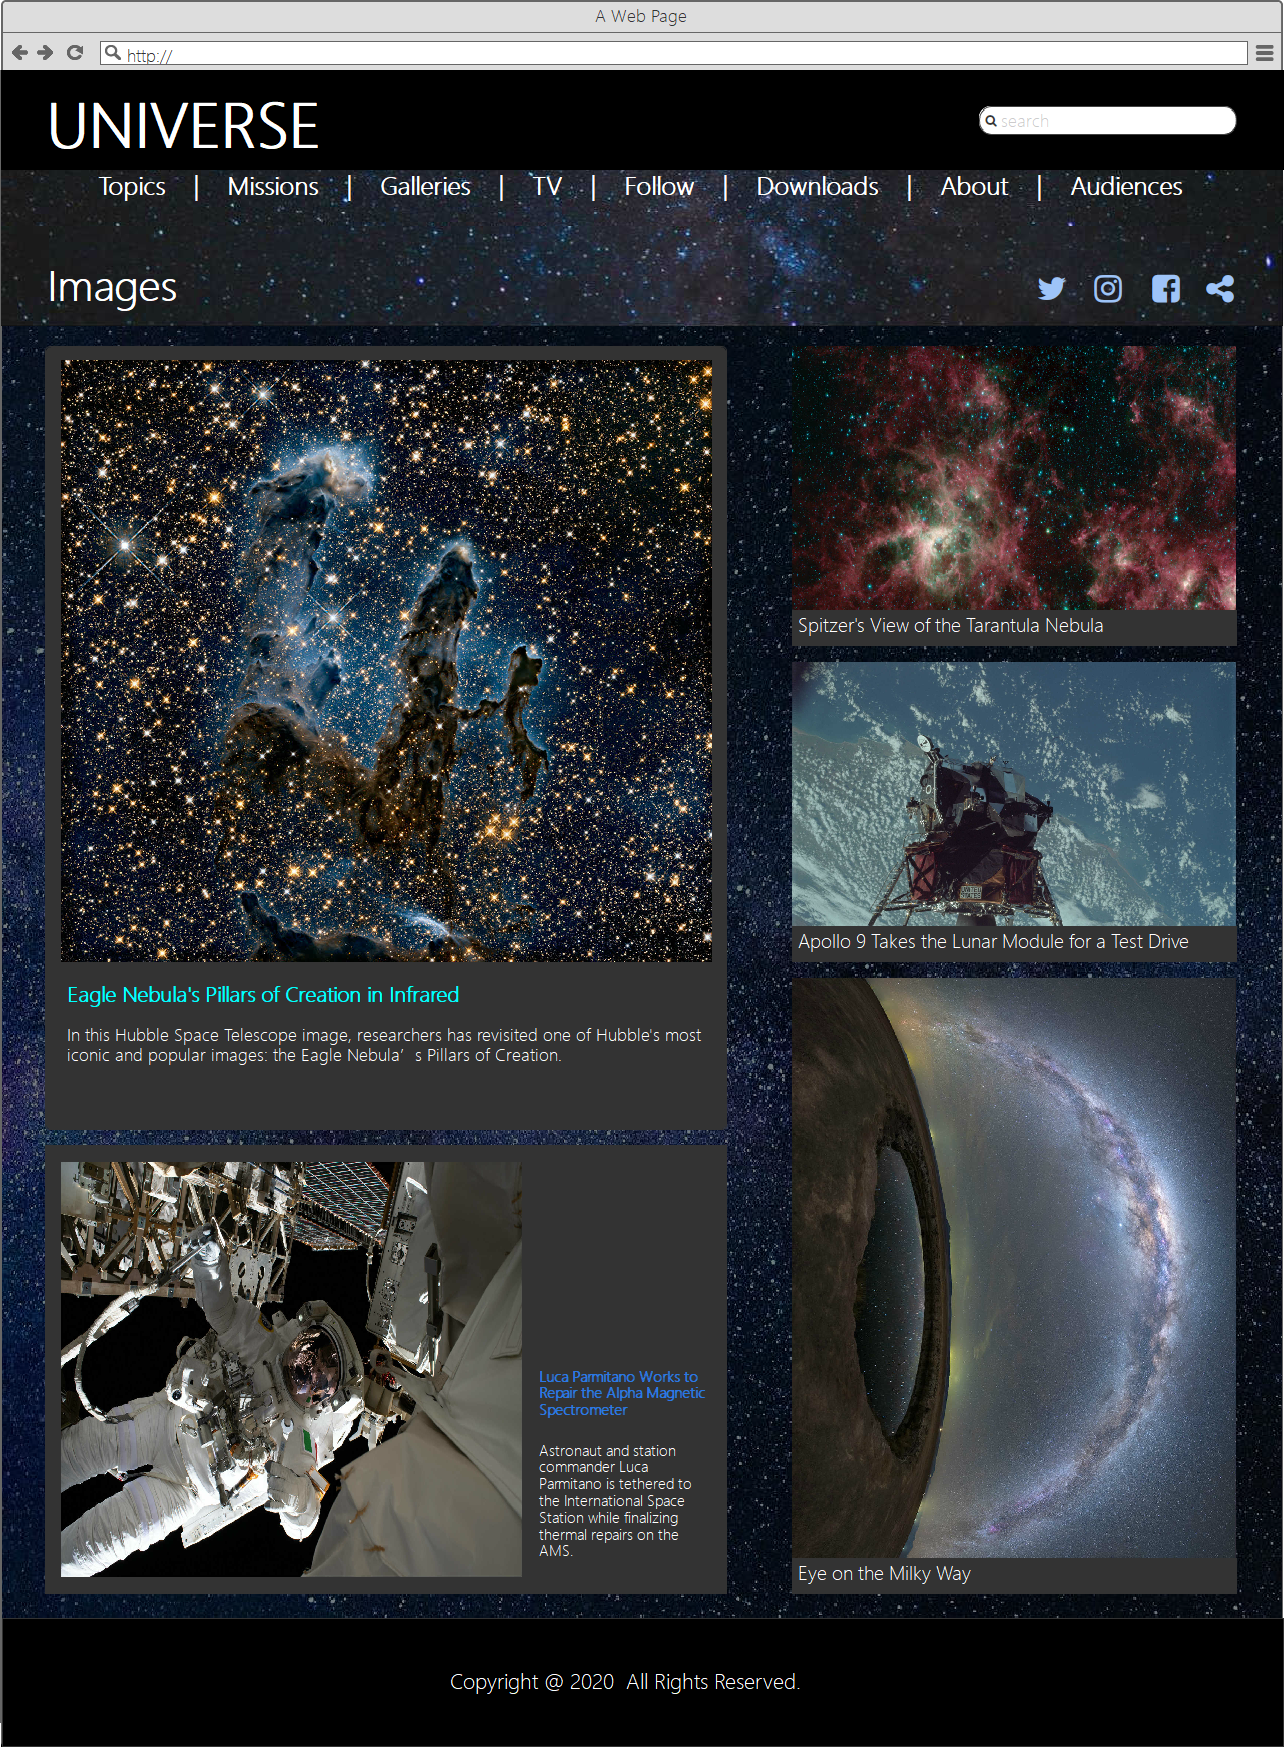 A Web Page
http://
UNIVERSE
search
Topics | Missions | Galleries | TV | Follow | Downloads | About | Audiences
Images
Eagle Nebula's Pillars of Creation in Infrared
In this Hubble Space Telescope image, researchers has revisited one of Hubble's most
iconic and popular images: the Eagle Nebula’s Pillars of Creation.
Luca Parmitano Works to
Repair the Alpha Magnetic
Spectrometer
Astronaut and station
commander Luca
Parmitano is tethered to
the International Space
Station while finalizing
thermal repairs on the
AMS.
Spitzer's View of the Tarantula Nebula
Apollo 9 Takes the Lunar Module for a Test Drive
Eye on the Milky Way
Copyright @ 2020 All Rights Reserved.